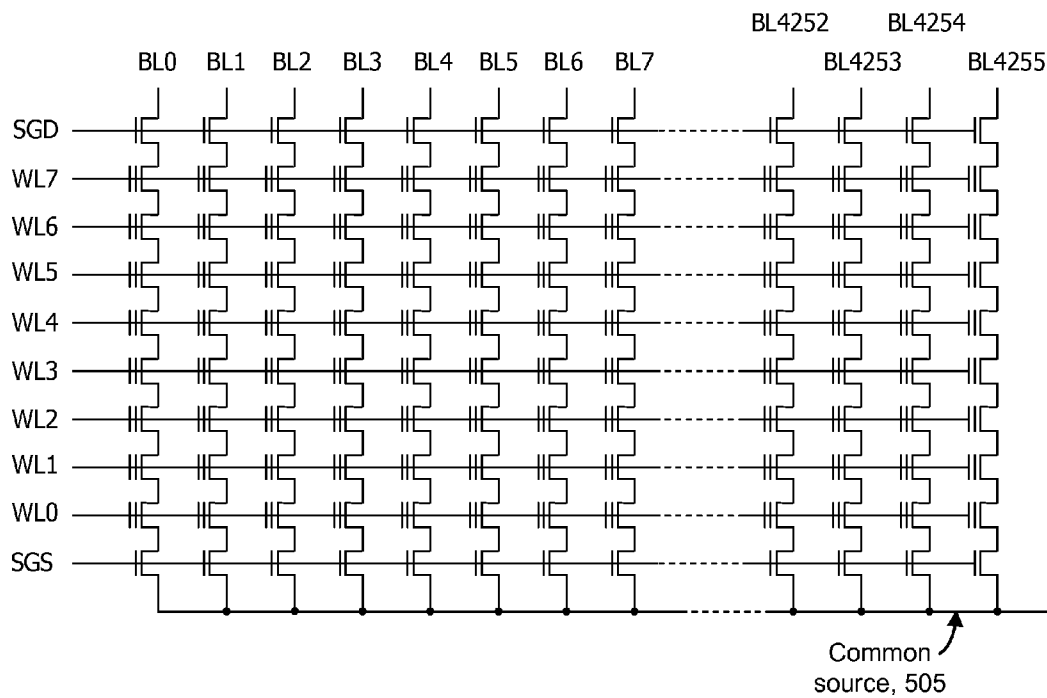 BL4252 BL4254
BL0 BL1 BL2 BL3 BL4 BL5 BL6 BL7 BL4253 BL4255
SGD
WL7
WL6
WL5
WL4
WL3
WL2
WL1
WL0
SGS
Common
source, 505